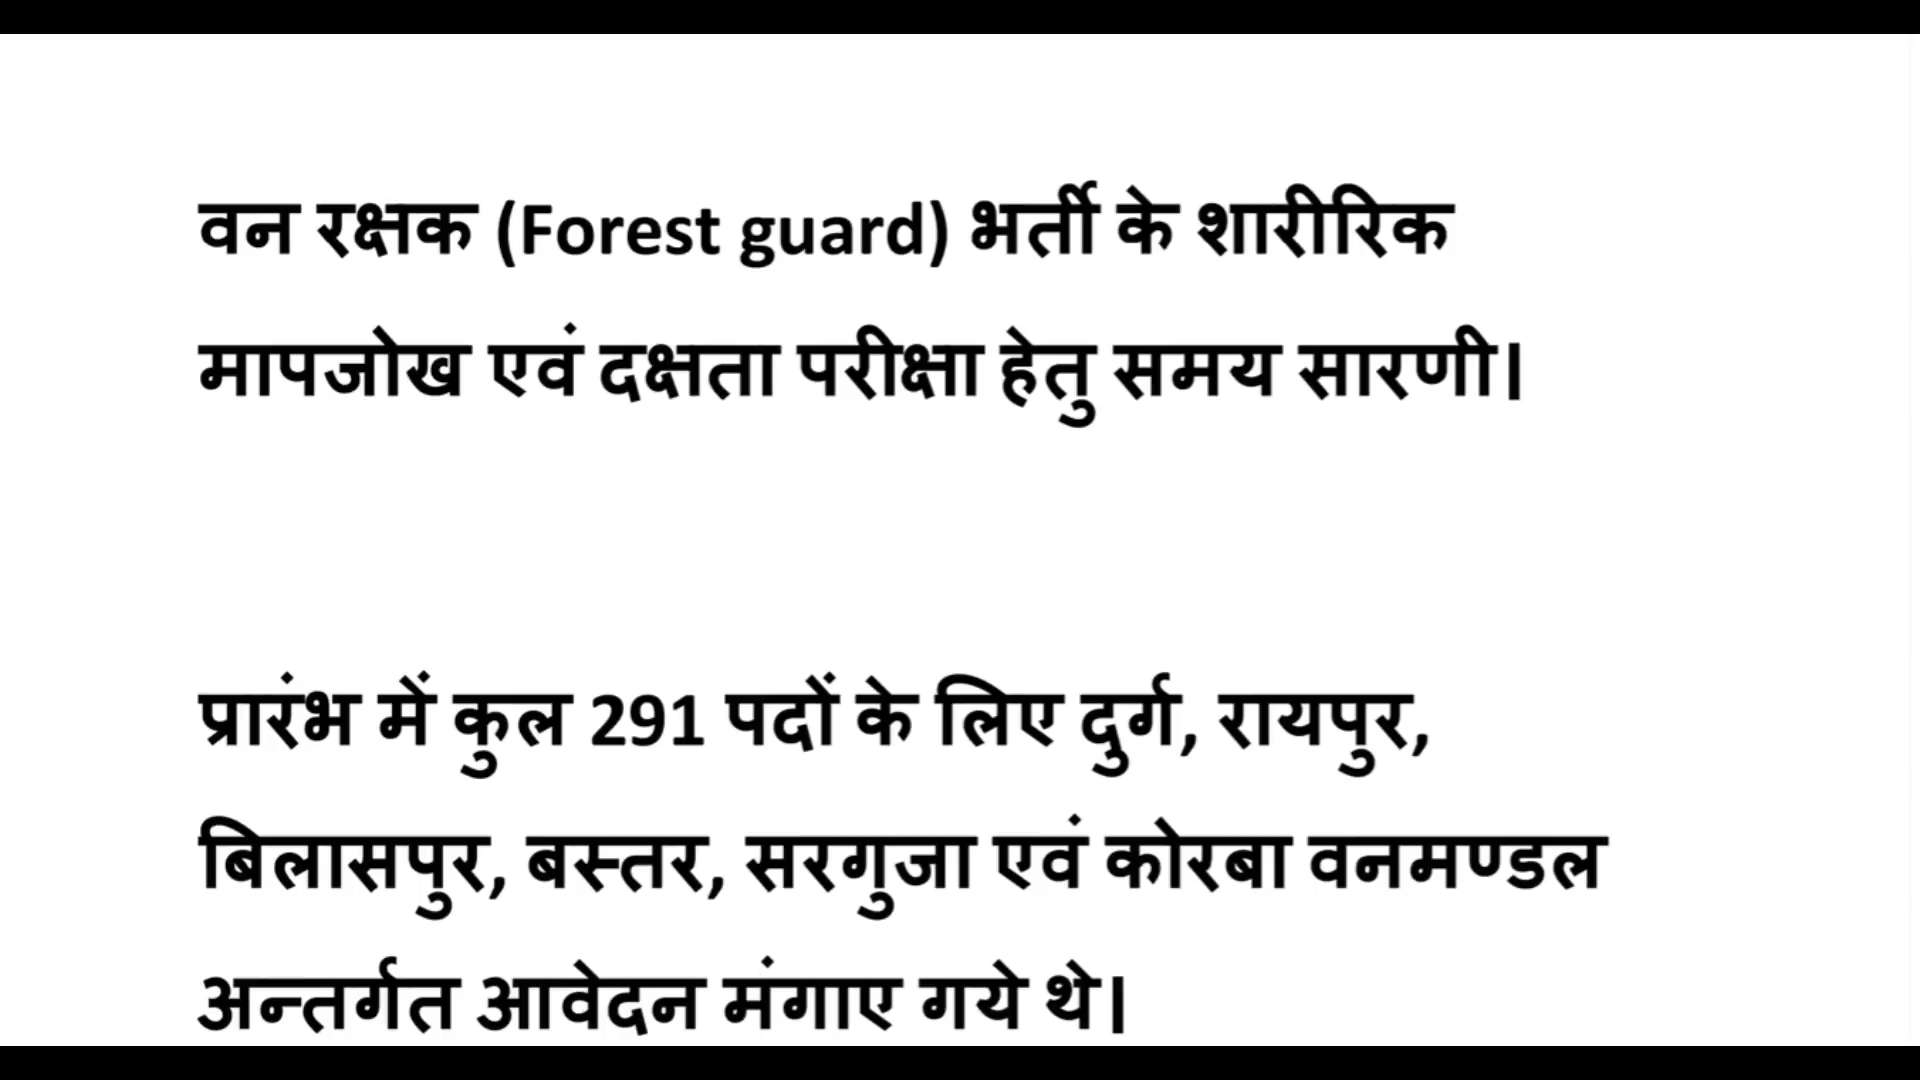 वन रक्षक (Forest guard) भर्ती के शारीरिक
मापजोख एवं दक्षता परीक्षा हेतु समय सारणी।
प्रारंभ में कुल 291 पदों के लिए दुर्ग, रायपुर,
बिलासपुर, बस्तर, सरगुजा एवं कोरबा वनमण्डल
अन्तर्गत आवेदन मंगाए गये थे।